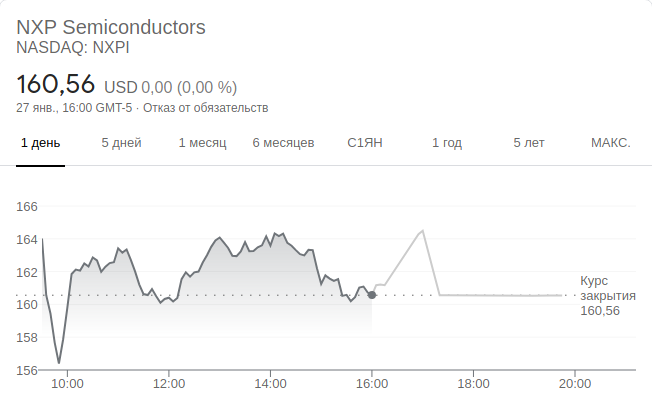 NXP Semiconductors
NASDAQ: NXPI
160,56 USD 0,00 (0,00 %)
27 янв., 16:00 GMT-5 · Отказ от обязательств
1 день 5 дней 1 месяц 6 месяцев С1ЯН 1 год 5 лет МАКС.
166
164
162
160
158
156
Курс
закрытия
160,56
10:00 12:00 14:00 16:00 18:00 20:00